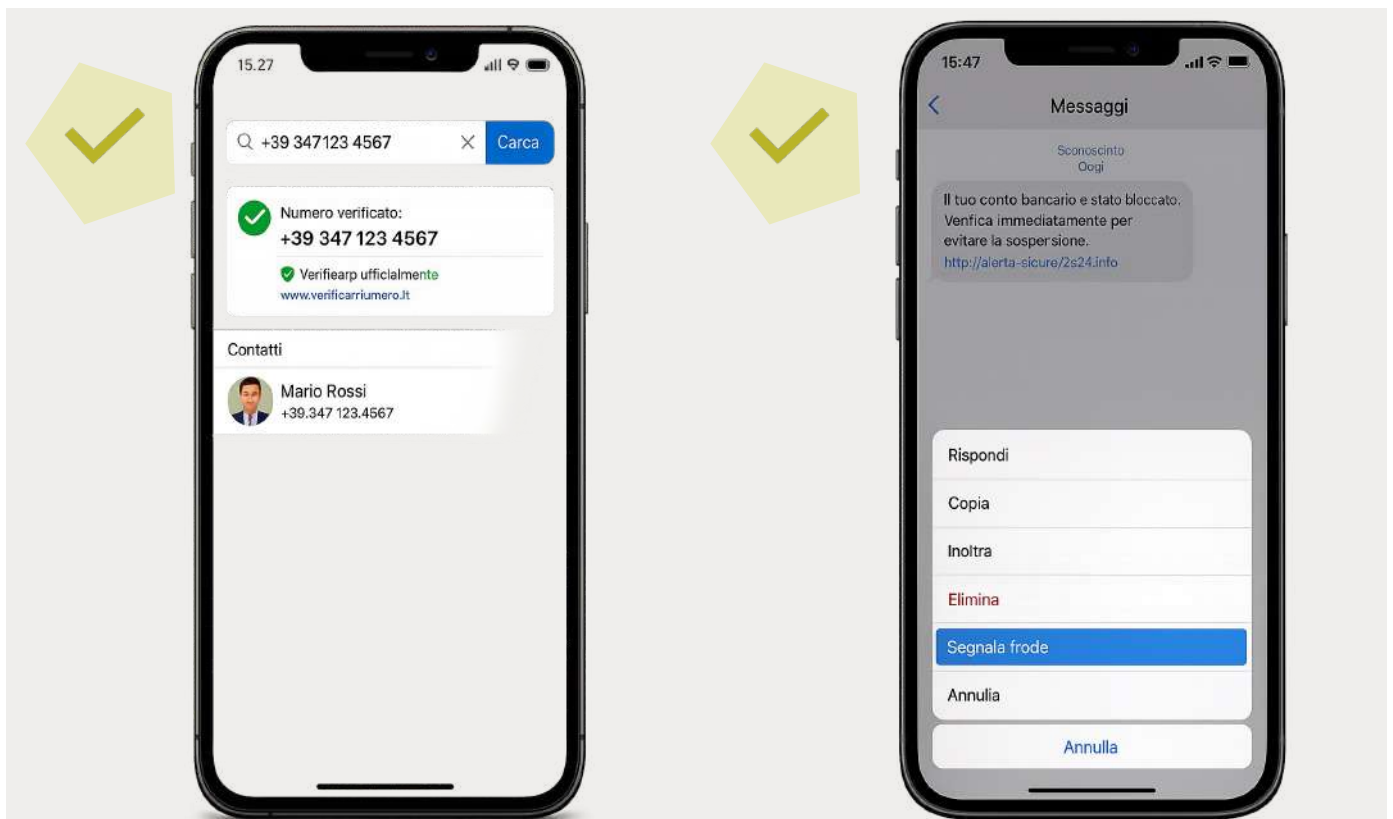 15.27
+39 347123 4567
Carca
Numero verificato:
+39 347 123 4567
Verifiearp ufficialmente
www.verificarriumero.lt
Contatti
Mario Rossi
+39.347 123.4567
15:47
Messaggi
Sconoscinto
Oogi
Il tuo conto bancario e stato bloccato.
Venfica immediatamente per
evitare la sospersione.
http://alerta-sicure/2s24.info
Rispondi
Copia
Inoltra
Elimina
Segnala frode
Annulia
Annulla